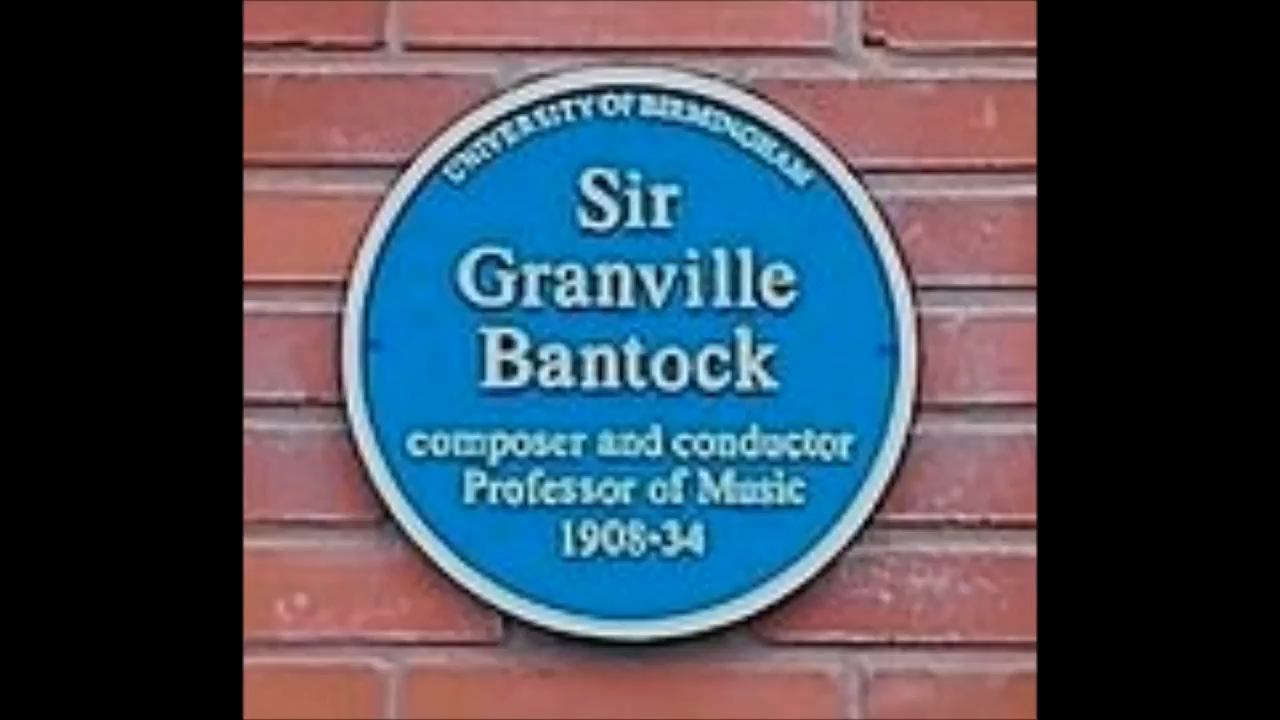 UNIVERSITY OF BIRMINGHAM
Sir
Granville
Bantock
composer and conductor
Professor of Music
1908-34